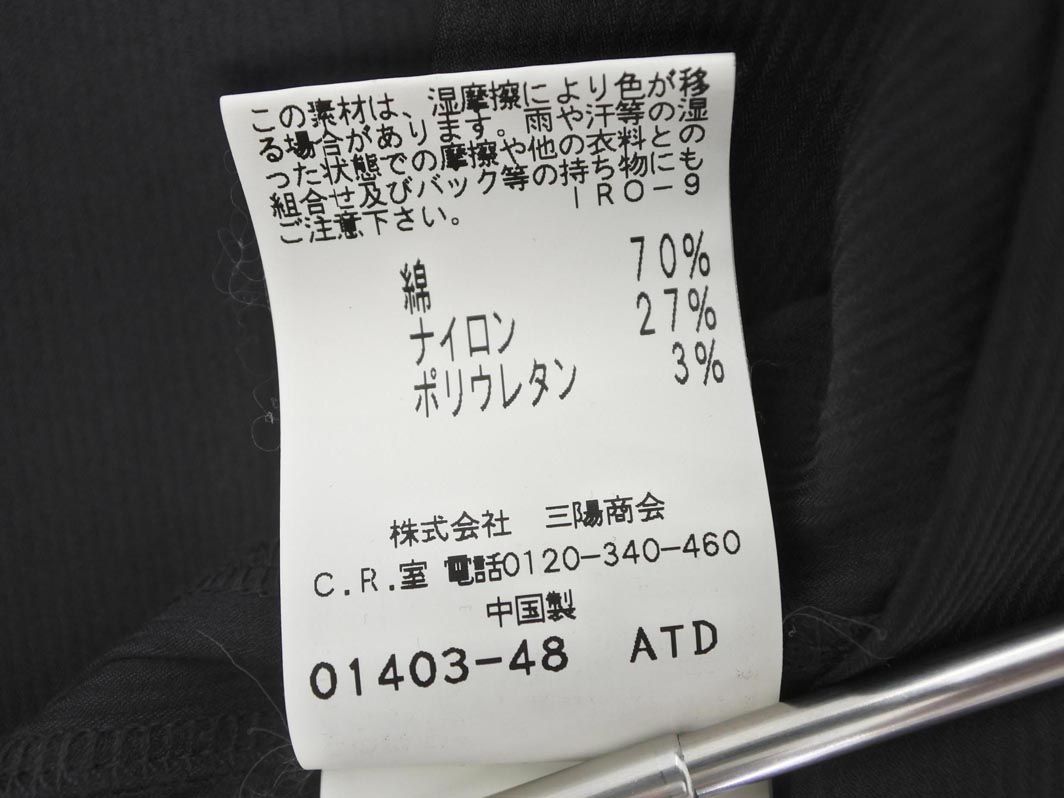 この素材は、湿摩擦により色が移
る場合があります。雨や汗等の湿
った状態での摩擦や他の衣料との
組合せ及びバック等の持ち物にも
ご注意下さい。 IRO-9
綿 70%
ナイロン 27%
ポリウレタン 3%
株式会社 三陽商会
C.R.室 電話0120-340-460
中国製
01403-48 ATD